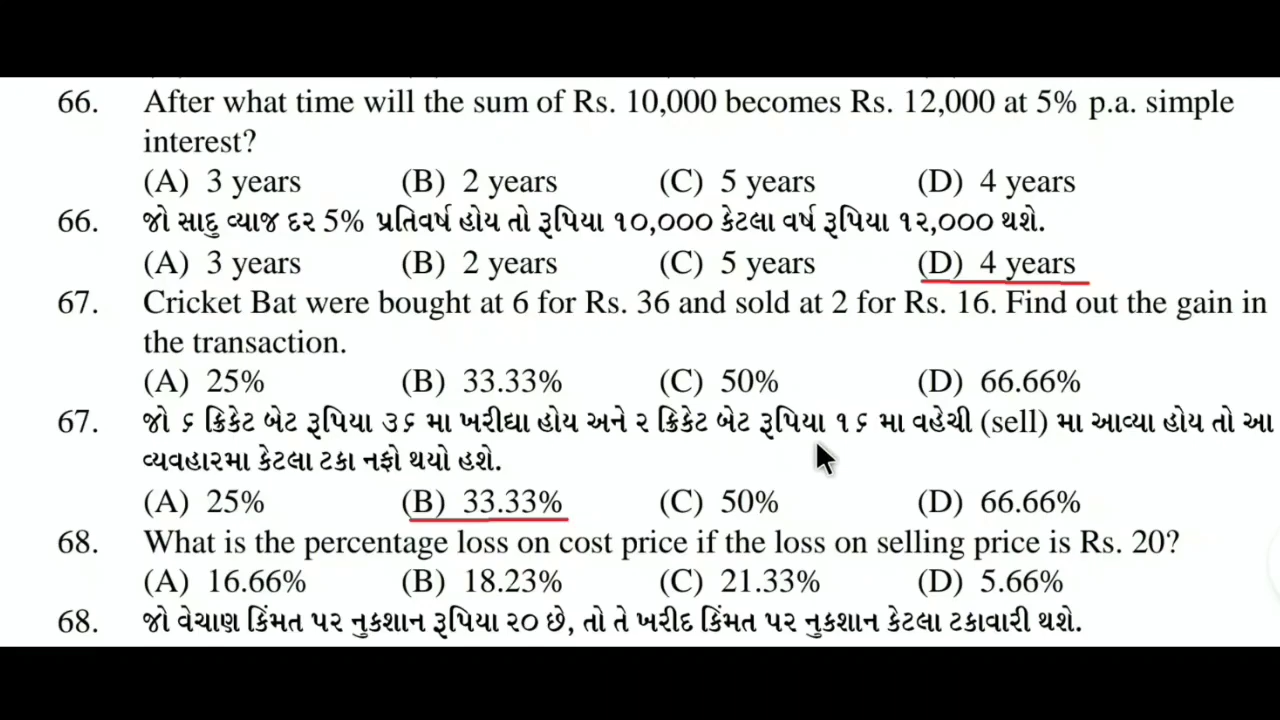 66. After what time will the sum of Rs. 10,000 becomes Rs. 12,000 at 5% p.a. simple
interest?
(A) 3 years (B) 2 years (C) 5 years (D) 4 years
66. જો સાદુ વ્યાજ દર 5% પ્રતિવર્ષ હોય તો રૂપિયા ૧૦,૦૦૦ કેટલા વર્ષ રૂપિયા ૧૨,૦૦૦ થશે.
(A) 3 years (B) 2 years (C) 5 years (D) 4 years
67. Cricket Bat were bought at 6 for Rs. 36 and sold at 2 for Rs. 16. Find out the gain in
the transaction.
(A) 25% (B) 33.33% (C) 50% (D) 66.66%
67. જો ૬ ક્રિકેટ બેટ રૂપિયા ૩૬ મા ખરીદ્યા હોય અને ૨ ક્રિકેટ બેટ રૂપિયા ૧૬ મા વહેચી (sell) મા આવ્યા હોય તો આ
વ્યવહારમા કેટલા ટકા નફો થયો હશે.
(A) 25% (B) 33.33% (C) 50% (D) 66.66%
68. What is the percentage loss on cost price if the loss on selling price is Rs. 20?
(A) 16.66% (B) 18.23% (C) 21.33% (D) 5.66%
68. જો વેચાણ કિંમત પર નુકશાન રૂપિયા ૨૦ છે, તો તે ખરીદ કિંમત પર નુકશાન કેટલા ટકાવારી થશે.